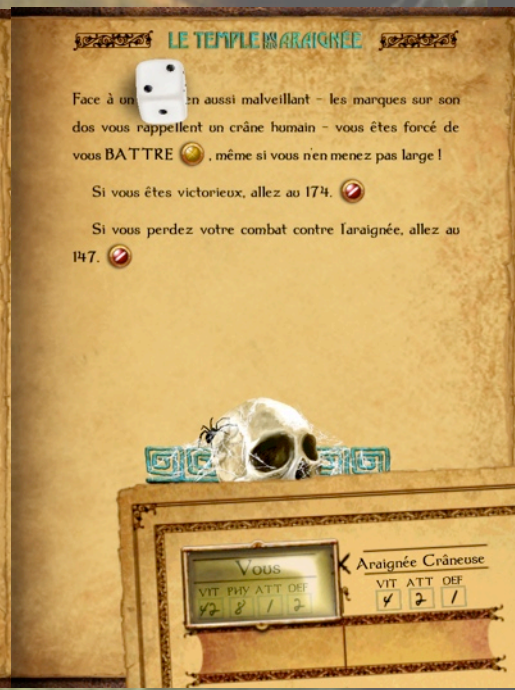 LE TEMPLE DE L'ARAIGNÉE
Face à un en aussi malveillant – les marques sur son
dos vous rappellent un crâne humain – vous êtes forcé de
vous BATTRE , même si vous n'en menez pas large !
Si vous êtes victorieux, allez au 174.
Si vous perdez votre combat contre l'araignée, allez au
147.
Vous
VIT PHY ATT DEF
42 8 1 2
Araignée Crâneuse
VIT ATT DEF
4 2 1